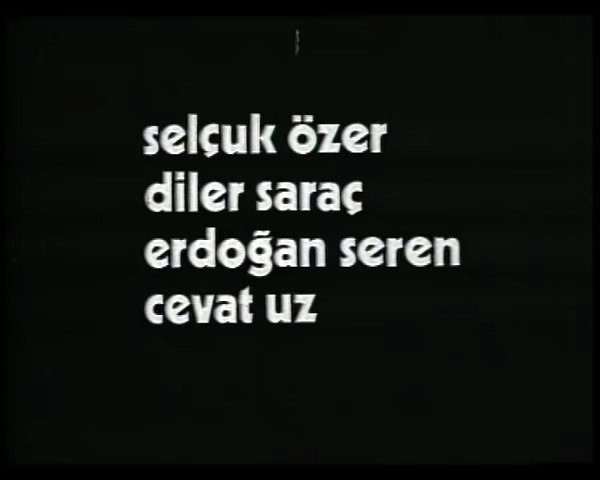 selçuk özer
diler saraç
erdoğan seren
cevat uz